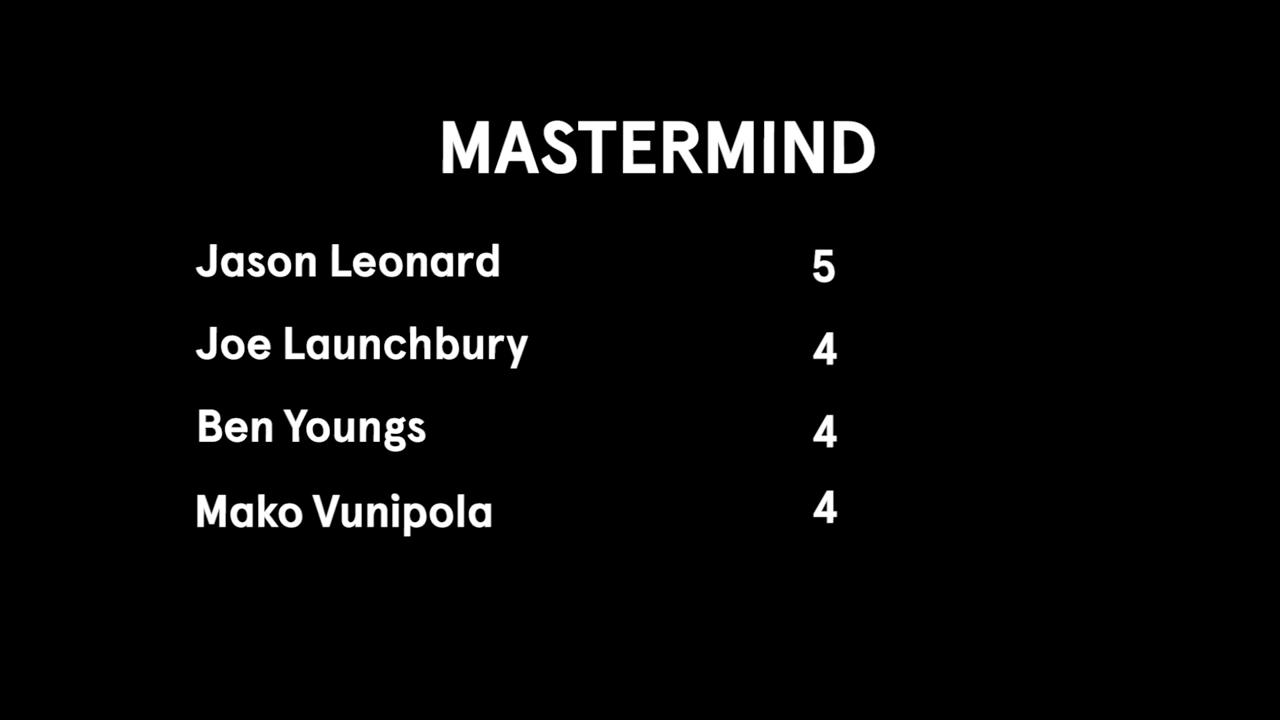 MASTERMIND
Jason Leonard 5
Joe Launchbury 4
Ben Youngs 4
Mako Vunipola 4